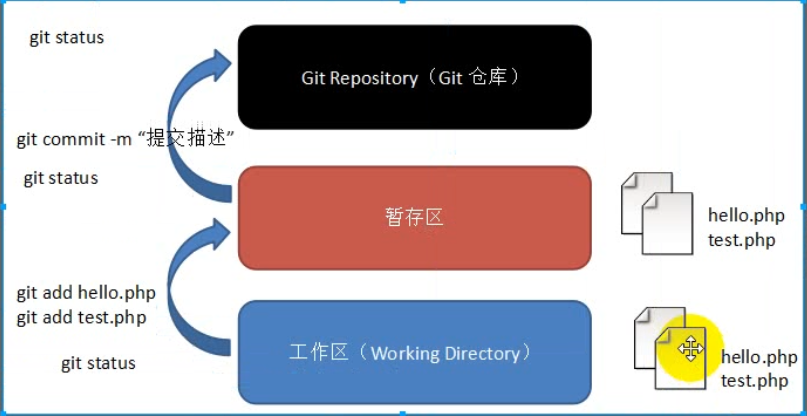 git status
Git Repository（Git 仓库）
git commit -m “提交描述”
git status
暂存区
hello.php
test.php
git add hello.php
git add test.php
工作区（Working Directory）
git status
hello.php
test.php